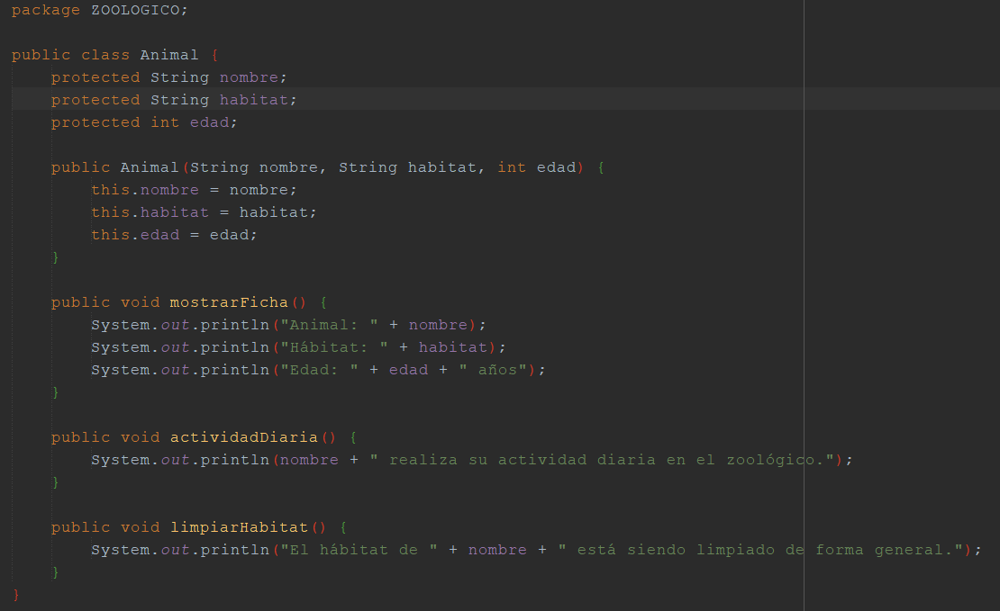 package ZOOLOGICO;
public class Animal {
protected String nombre;
protected String habitat;
protected int edad;
public Animal(String nombre, String habitat, int edad) {
this.nombre = nombre;
this.habitat = habitat;
this.edad = edad;
}
public void mostrarFicha() {
System.out.println("Animal: " + nombre);
System.out.println("Hábitat: " + habitat);
System.out.println("Edad: " + edad + " años");
}
public void actividadDiaria() {
System.out.println(nombre + " realiza su actividad diaria en el zoológico.");
}
public void limpiarHabitat() {
System.out.println("El hábitat de " + nombre + " está siendo limpiado de forma general.");
}
}